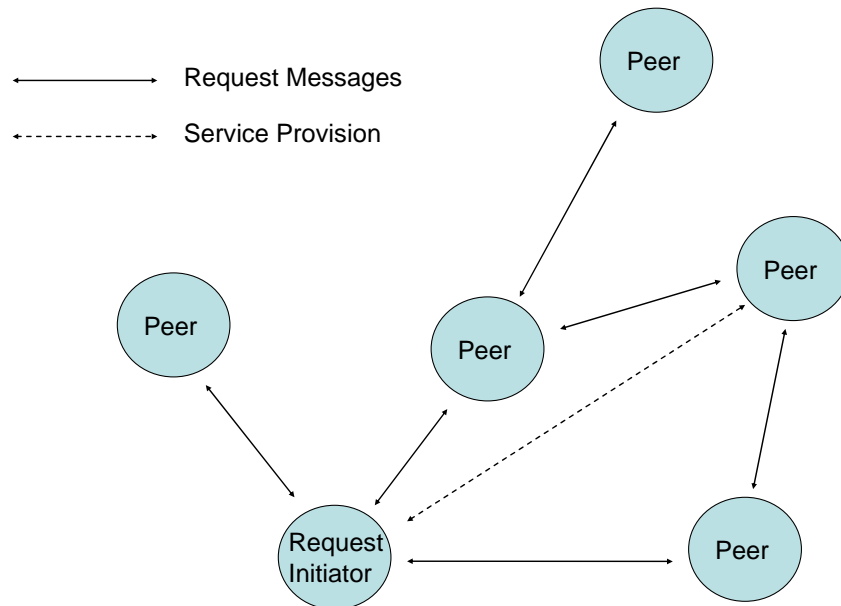 Request Messages
Service Provision
Peer
Peer
Peer
Peer
Request
Initiator
Peer